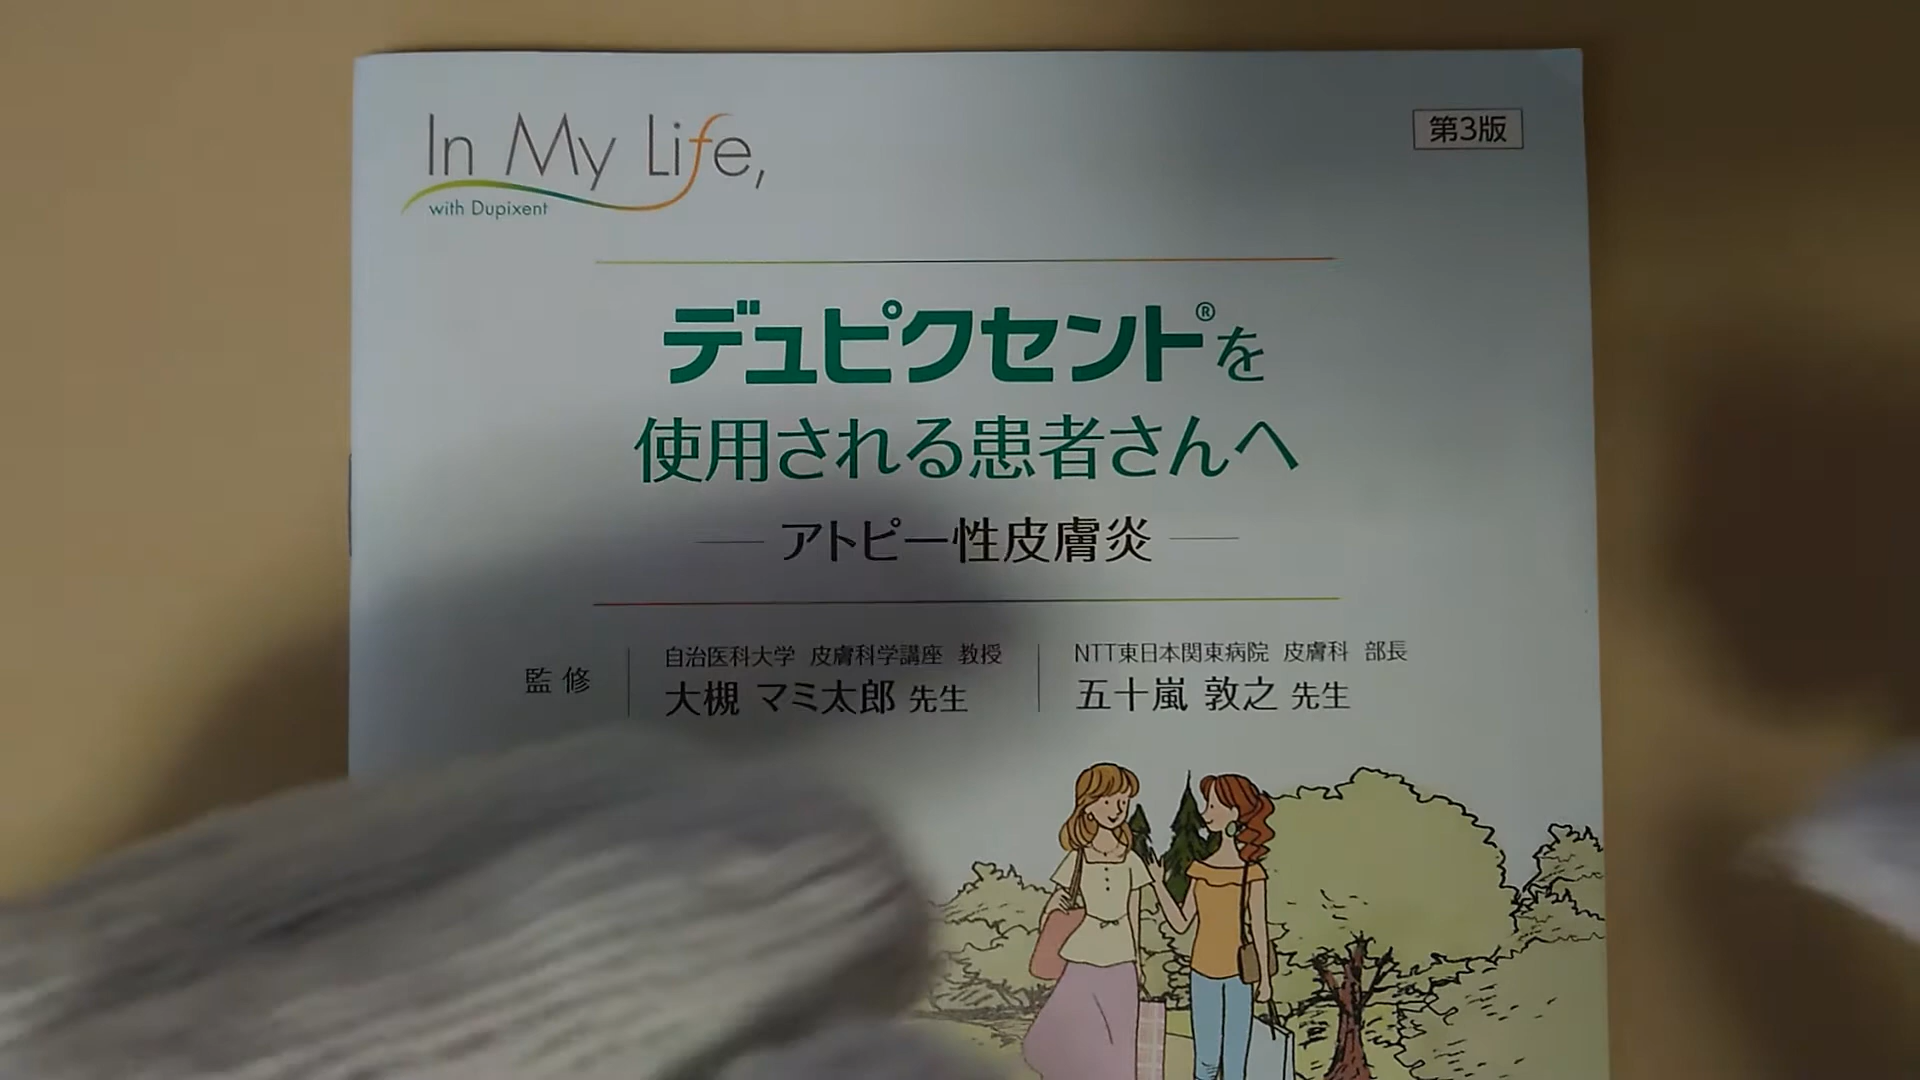 In My Life,
with Dupixent
第3版
デュピクセント®を
使用される患者さんへ
アトピー性皮膚炎
監修
自治医科大学 皮膚科学講座 教授
大槻 マミ太郎 先生
NTT東日本関東病院 皮膚科 部長
五十嵐 敦之 先生